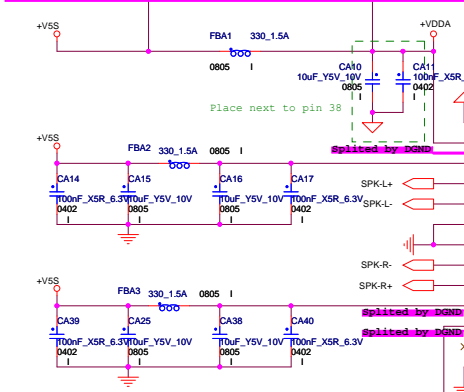 +V5S
FBA1 330_1.5A
+VDDA
0805 I
CA10 CA11
10uF_Y5V_10V 100nF_X5R_
0805 0402
I I
Place next to pin 38
Splited by DGND
+V5S
FBA2 330_1.5A 0805 I
CA14 CA15 CA16 CA17
100nF_X5R_6.3V 10uF_Y5V_10V 10uF_Y5V_10V 100nF_X5R_6.3V
0402 0805 0805 0402
I I I I
SPK-L+
SPK-L-
SPK-R-
SPK-R+
+V5S
FBA3 330_1.5A 0805 I
Splited by DGND
CA39 CA25 CA38 CA40
Splited by DGND
100nF_X5R_6.3V 10uF_Y5V_10V 10uF_Y5V_10V 100nF_X5R_6.3V
0402 0805 0805 0402
I I I I